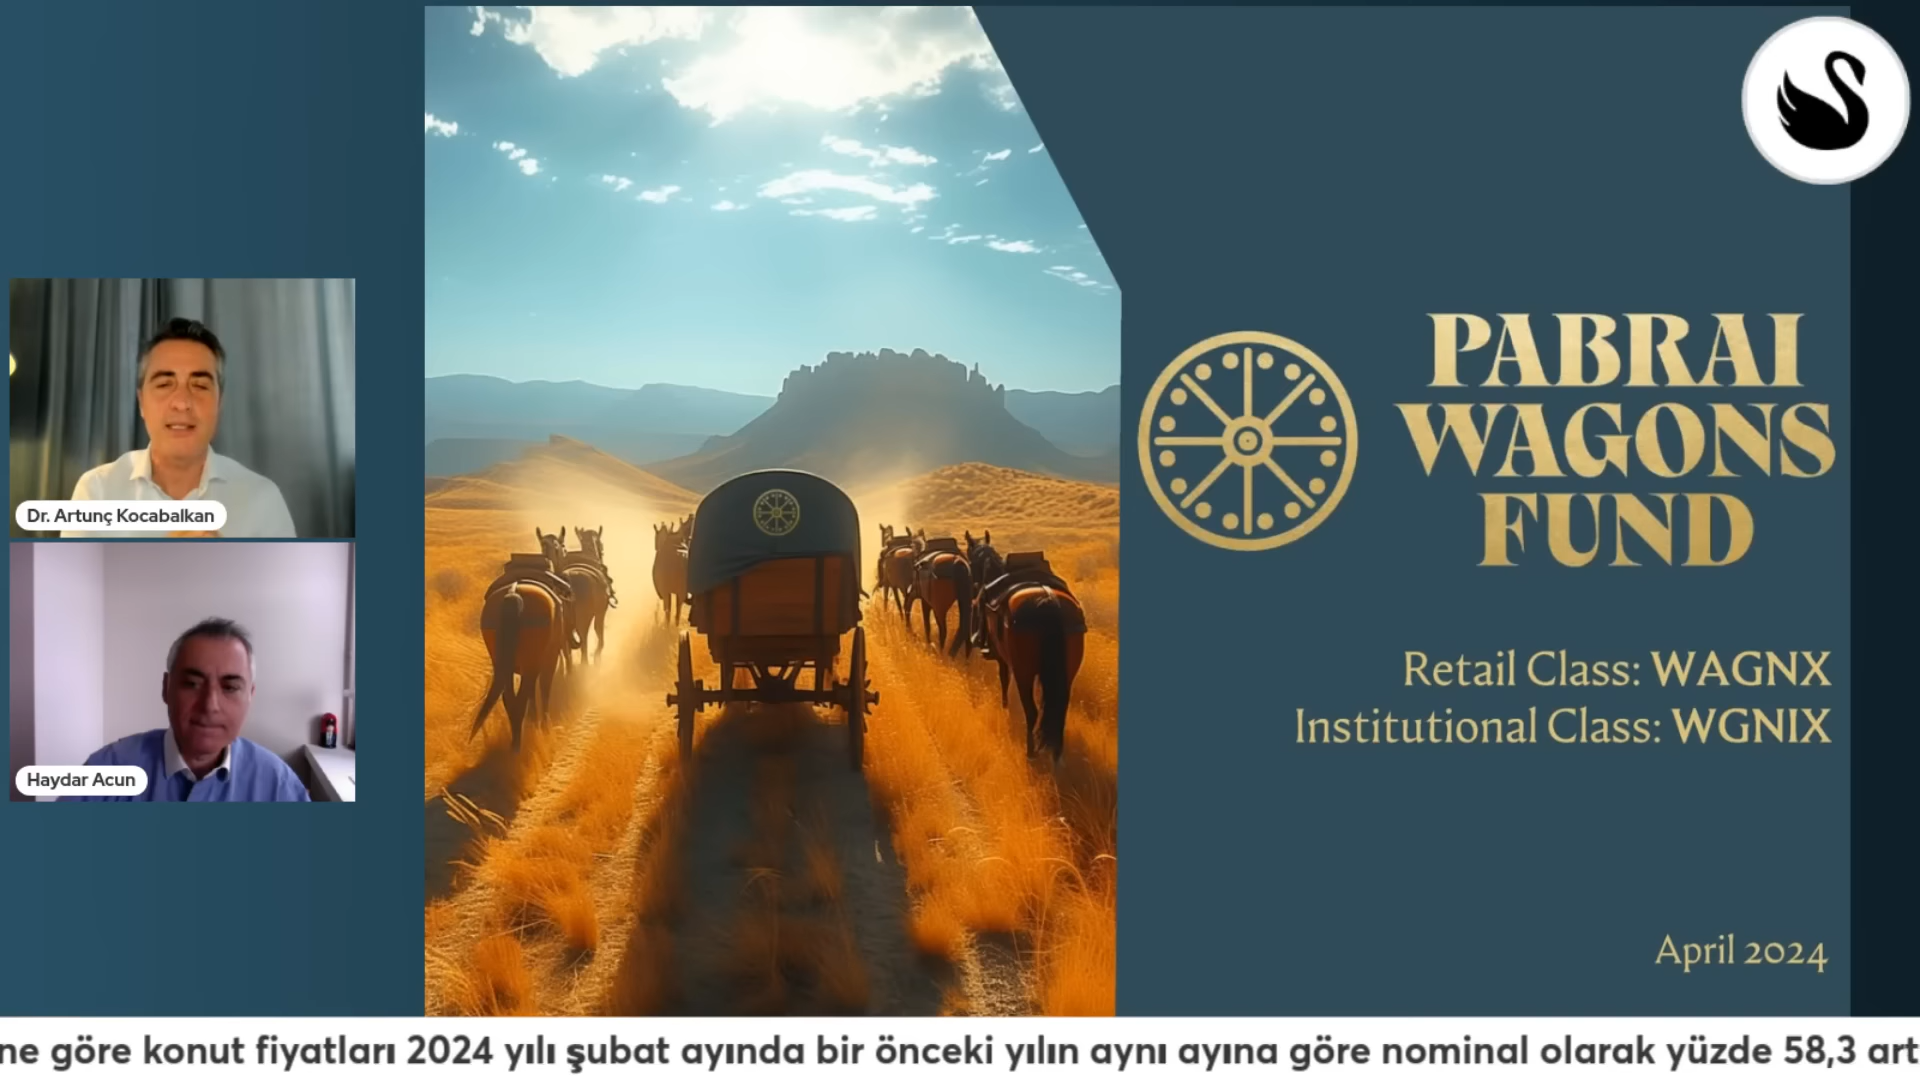 Dr. Artunç Kocabalkan
Haydar Acun
PABRAI
WAGONS
FUND
Retail Class: WAGNX
Institutional Class: WGNIX
April 2024
ne göre konut fiyatları 2024 yılı şubat ayında bir önceki yılın aynı ayına göre nominal olarak yüzde 58,3 art